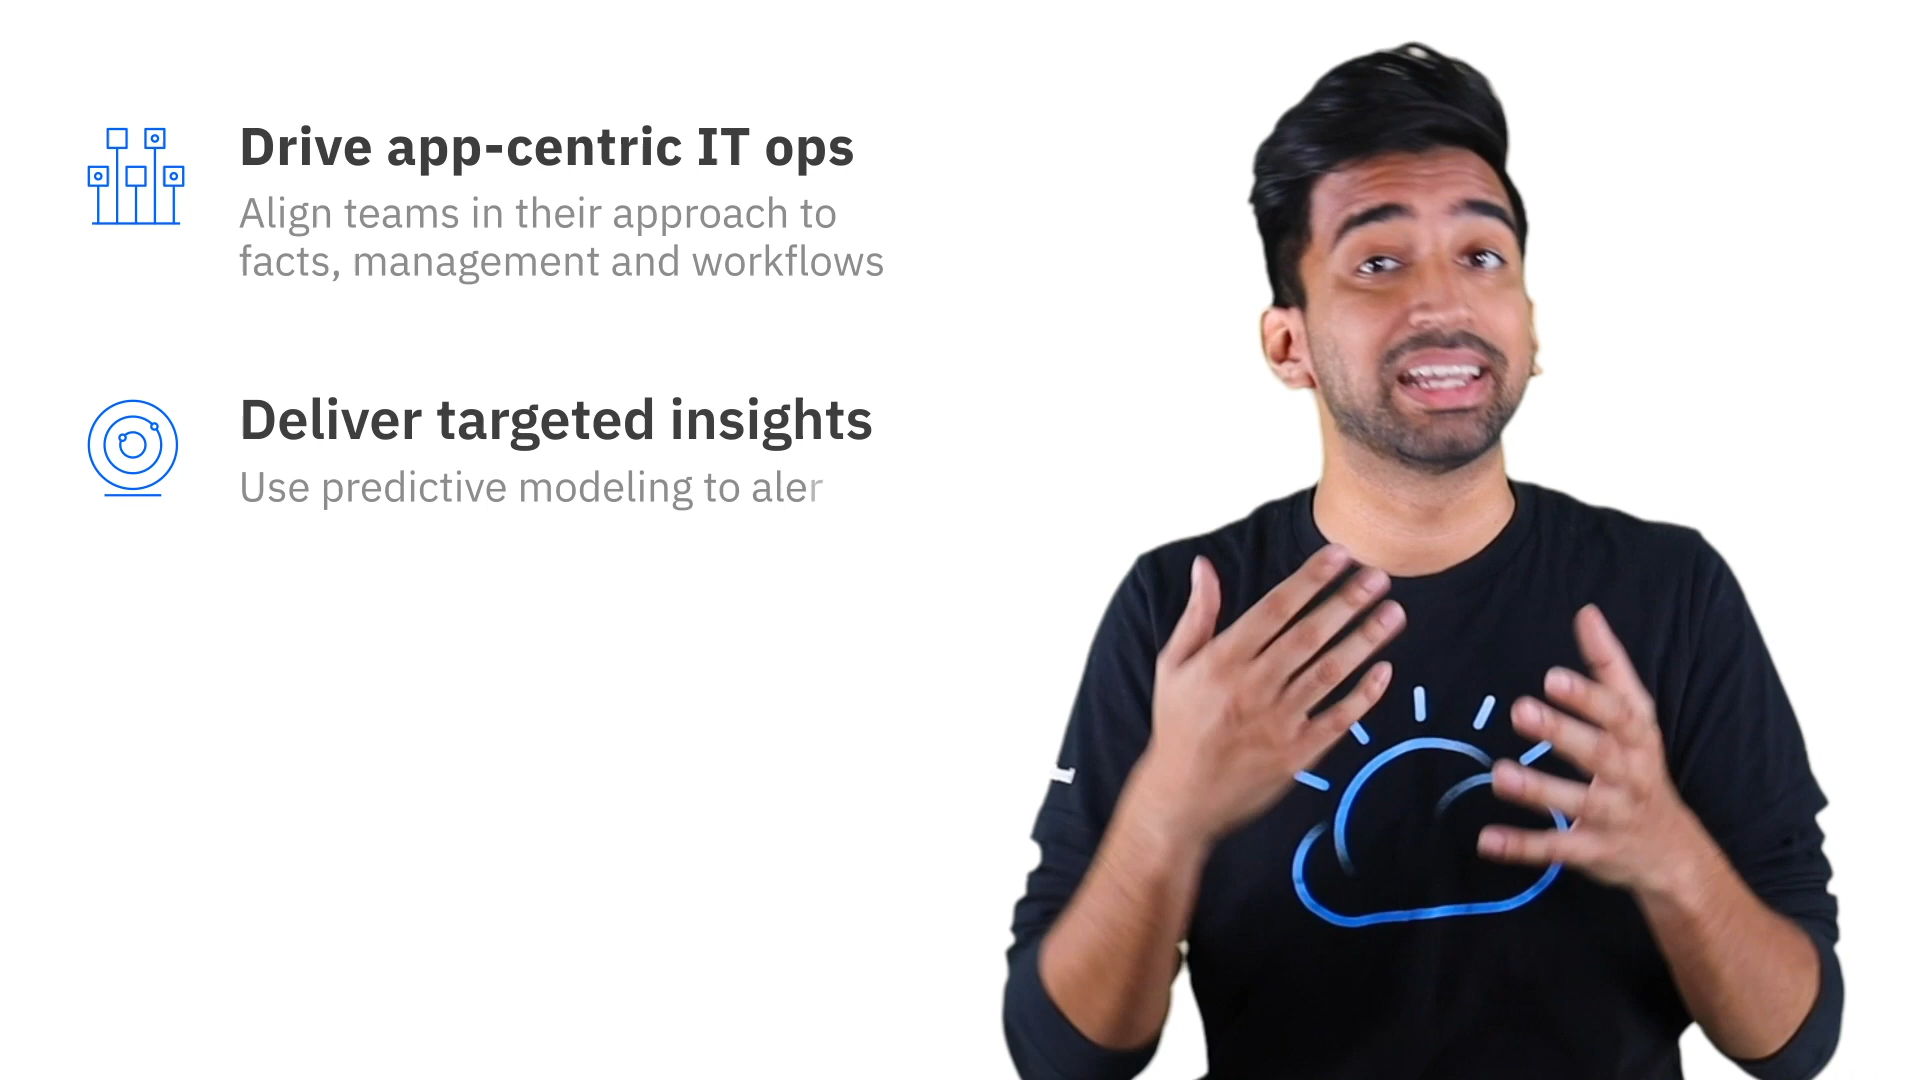 Drive app-centric IT ops
Align teams in their approach to
facts, management and workflows
Deliver targeted insights
Use predictive modeling to aler